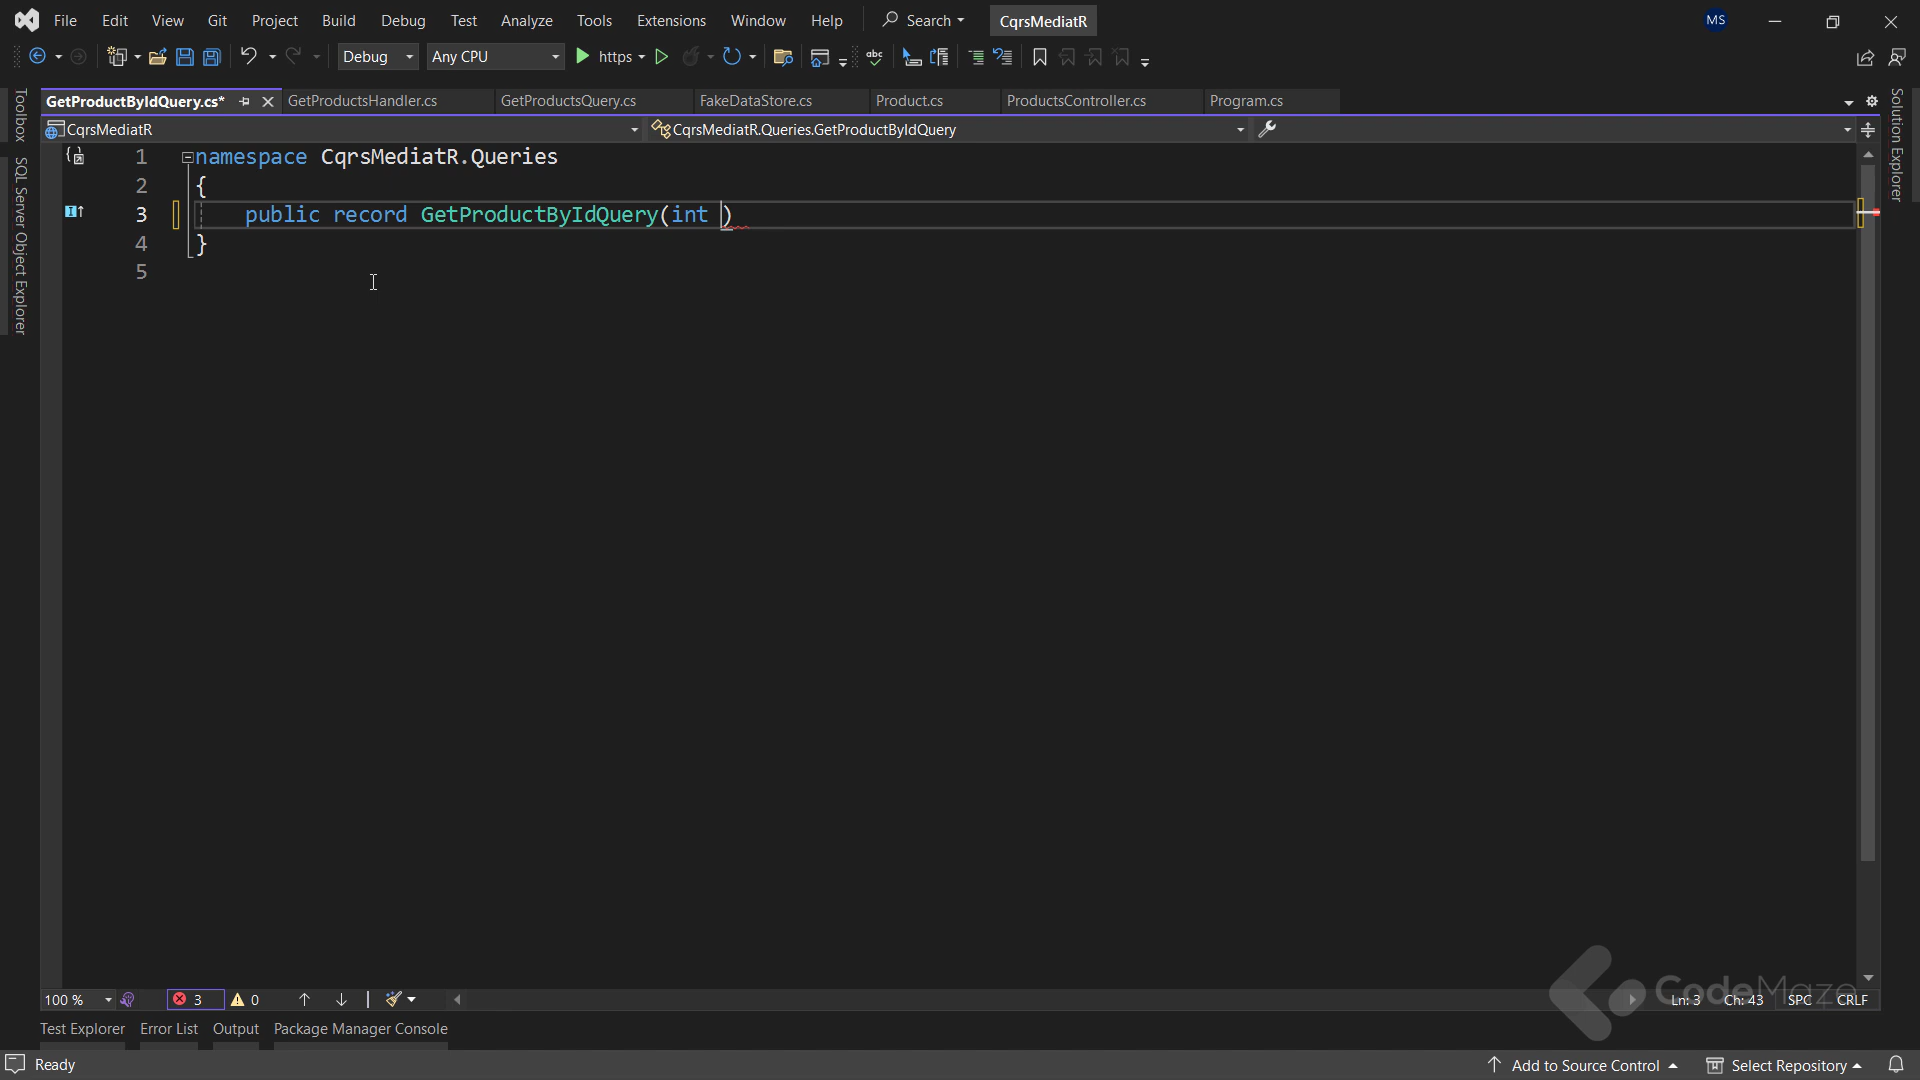 File Edit View Git Project Build Debug Test Analyze Tools Extensions Window Help Search CqrsMediatR MS
Debug Any CPU https abc
GetProductByIdQuery.cs* GetProductsHandler.cs GetProductsQuery.cs FakeDataStore.cs Product.cs ProductsController.cs Program.cs
CqrsMediatR CqrsMediatR.Queries.GetProductByIdQuery
Toolbox
SQL Server Object Explorer
Solution Explorer
1 namespace CqrsMediatR.Queries
2 {
3 public record GetProductByIdQuery(int )
4 }
5
100 % 3 0 Ln: 3 Ch: 43 SPC CRLF
CodeMaze
Test Explorer Error List Output Package Manager Console
Ready Add to Source Control Select Repository